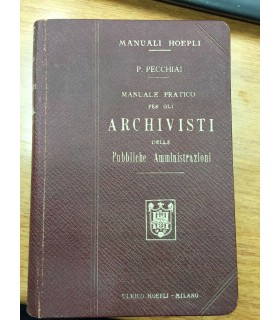 MANUALI HOEPLI
P. PECCHIAI
MANUALE PRATICO
PER GLI
ARCHIVISTI
DELLE
Pubbliche Amministrazioni
ULRICO HOEPLI - MILANO